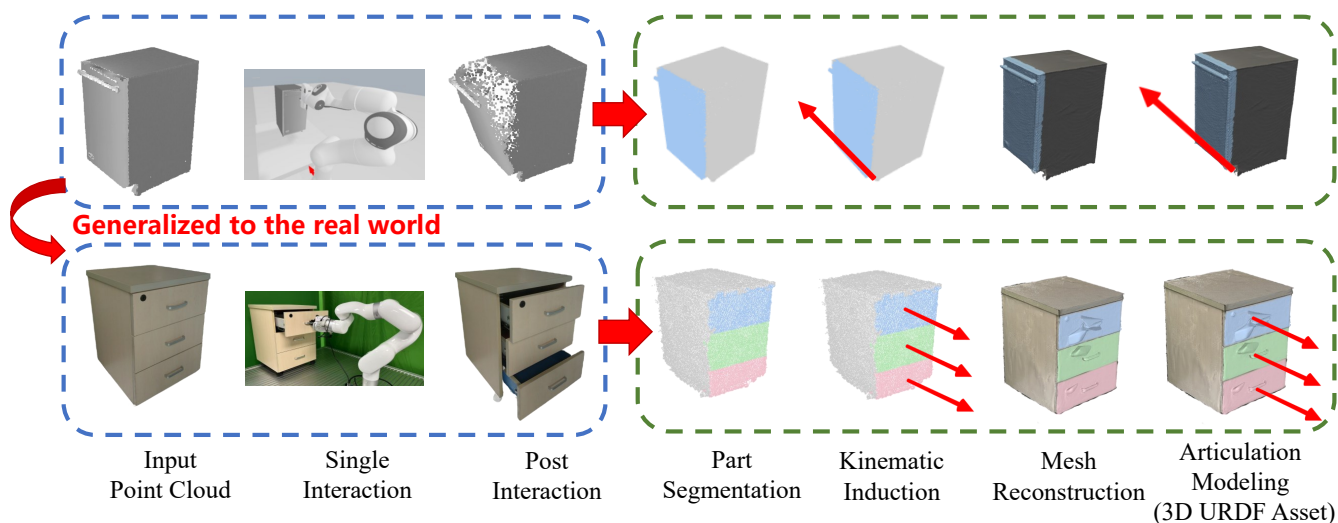 Generalized to the real world
Input
Point Cloud
Single
Interaction
Post
Interaction
Part
Segmentation
Kinematic
Induction
Mesh
Reconstruction
Articulation
Modeling
(3D URDF Asset)